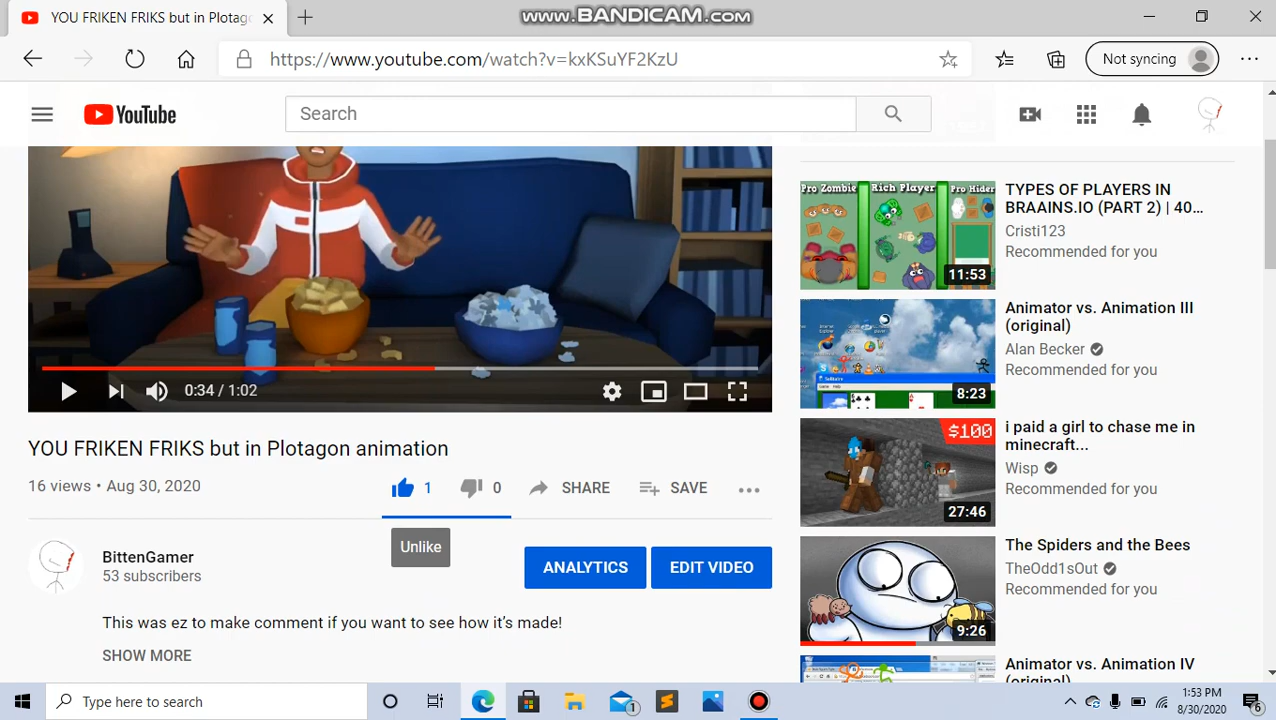 YOU FRIKEN FRIKS but in Plotag
www.BANDICAM.com
https://www.youtube.com/watch?v=kxKSuYF2KzU
Not syncing
YouTube
Search
0:34 / 1:02
YOU FRIKEN FRIKS but in Plotagon animation
16 views • Aug 30, 2020
1
0
SHARE
SAVE
Unlike
BittenGamer
53 subscribers
ANALYTICS
EDIT VIDEO
This was ez to make comment if you want to see how it’s made!
SHOW MORE
Pro Zombie
Rich Player
Pro Hider
11:53
TYPES OF PLAYERS IN
BRAAINS.IO (PART 2) | 40...
Cristi123
Recommended for you
8:23
Animator vs. Animation III
(original)
Alan Becker
Recommended for you
$100
27:46
i paid a girl to chase me in
minecraft...
Wisp
Recommended for you
9:26
The Spiders and the Bees
TheOdd1sOut
Recommended for you
Animator vs. Animation IV
(original)
Type here to search
1
1:53 PM
8/30/2020
6